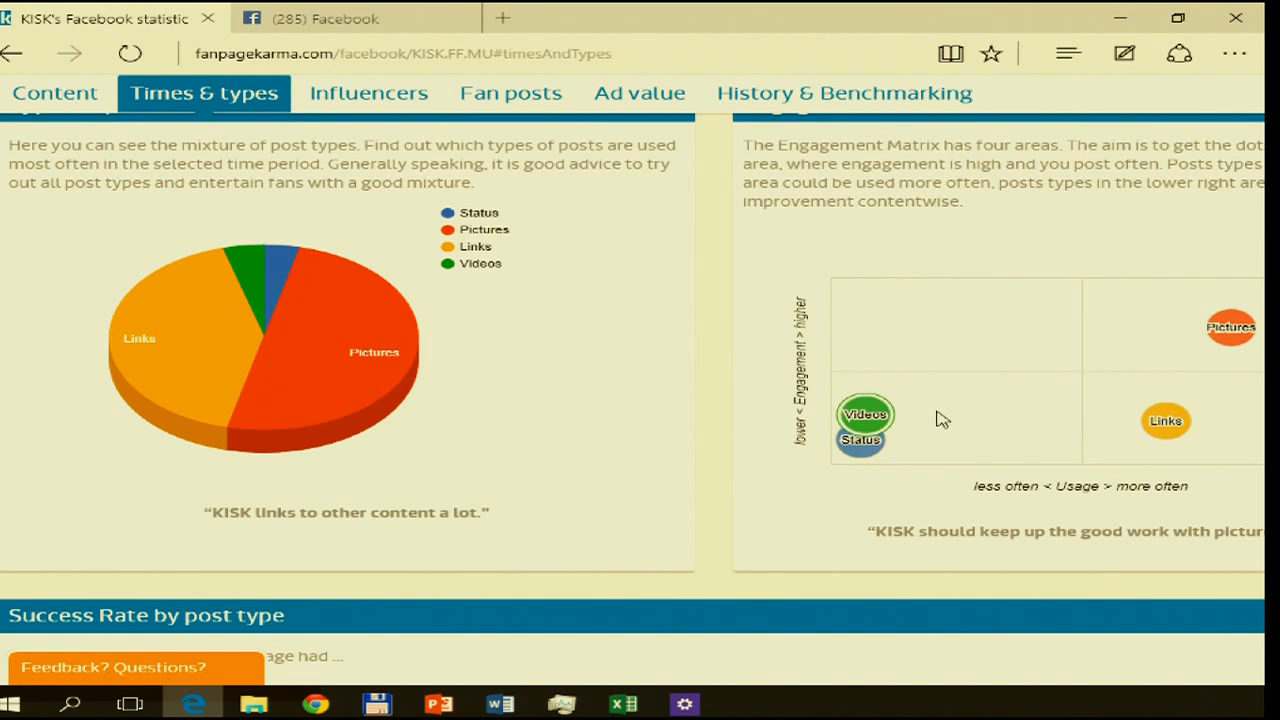 KISK's Facebook statistic
(285) Facebook
fanpagekarma.com/facebook/KISK.FF.MU#timesAndTypes
Content
Times & types
Influencers
Fan posts
Ad value
History & Benchmarking
Here you can see the mixture of post types. Find out which types of posts are used
most often in the selected time period. Generally speaking, it is good advice to try
out all post types and entertain fans with a good mixture.
Status
Pictures
Links
Videos
Links
Pictures
"KISK links to other content a lot."
The Engagement Matrix has four areas. The aim is to get the dot
area, where engagement is high and you post often. Posts types
area could be used more often, posts types in the lower right are
improvement contentwise.
lower < Engagement > higher
Pictures
Videos
Status
Links
less often < Usage > more often
"KISK should keep up the good work with pictur
Success Rate by post type
age had ...
Feedback? Questions?